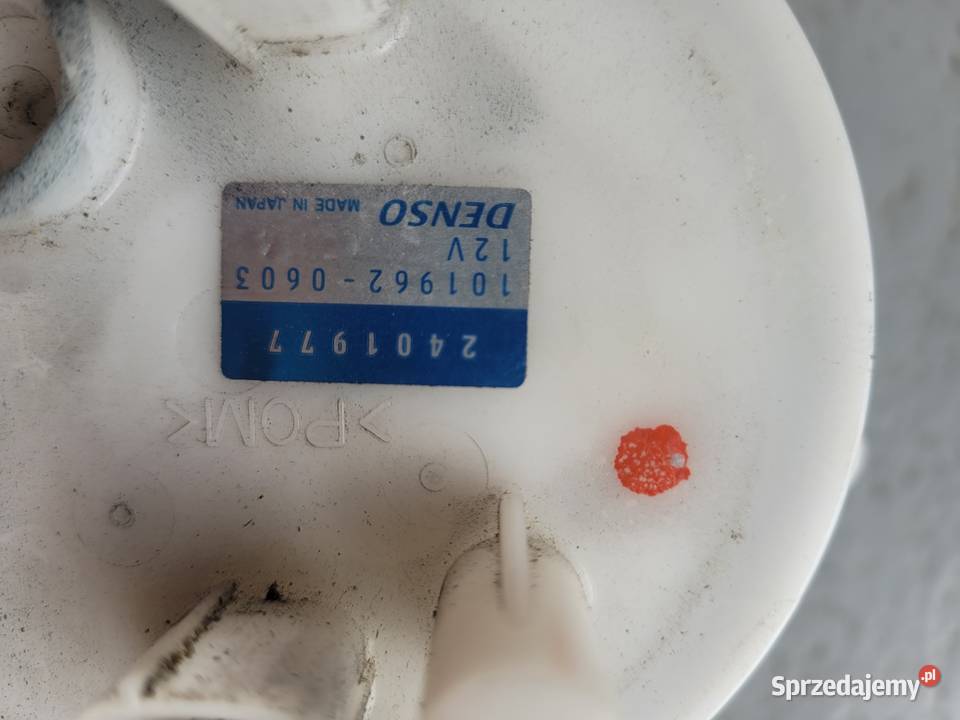 2401977
101962-0603
12V
DENSO MADE IN JAPAN
>POM<
Sprzedajemy.pl